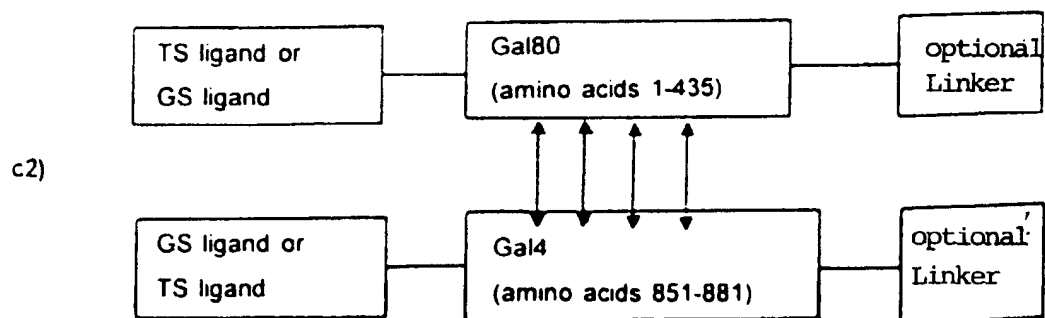 TS ligand or
GS ligand
Gal80
(amino acids 1-435)
optional
Linker
c2)
GS ligand or
TS ligand
Gal4
(amino acids 851-881)
optional
Linker